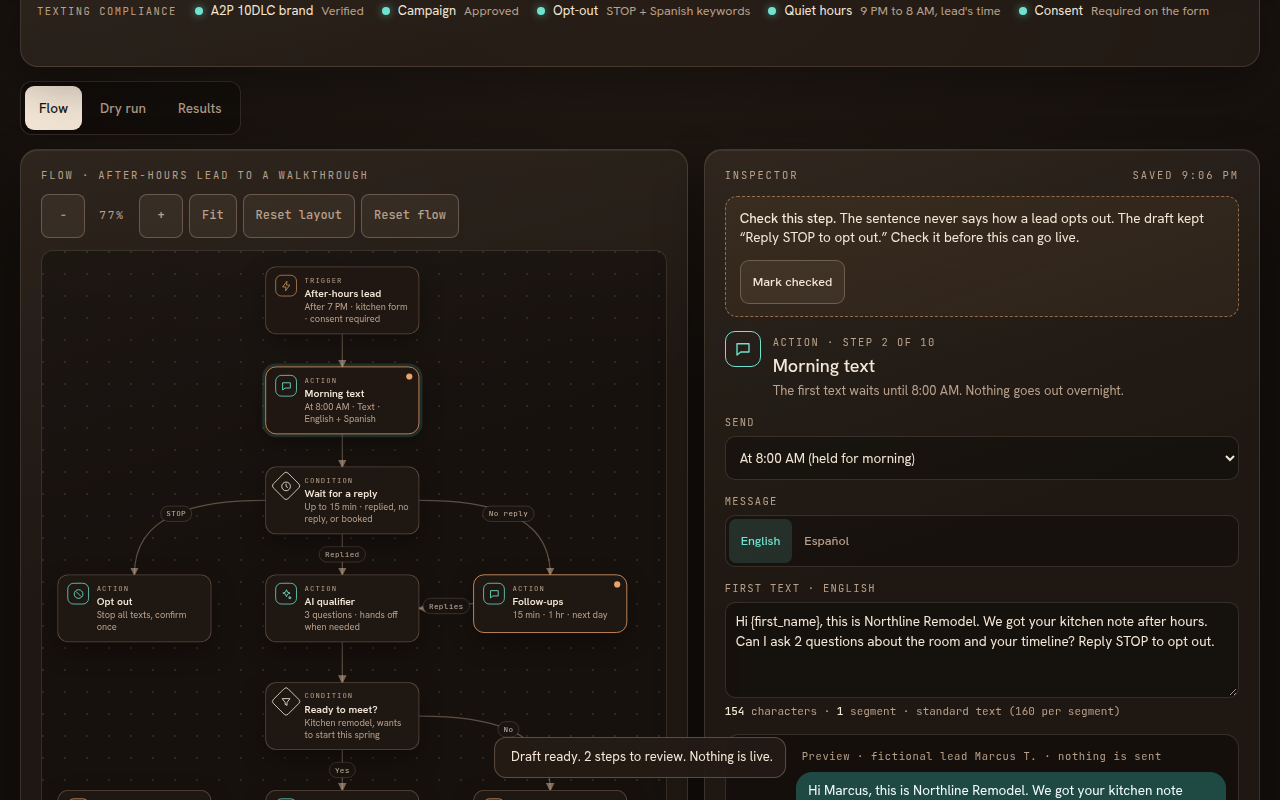 TEXTING COMPLIANCE A2P 10DLC brand Verified Campaign Approved Opt-out STOP + Spanish keywords Quiet hours 9 PM to 8 AM, lead's time Consent Required on the form
Flow Dry run Results
FLOW · AFTER-HOURS LEAD TO A WALKTHROUGH
- 77% + Fit Reset layout Reset flow
TRIGGER
After-hours lead
After 7 PM · kitchen form
· consent required
ACTION
Morning text
At 8:00 AM · Text ·
English + Spanish
CONDITION
Wait for a reply
Up to 15 min · replied, no
reply, or booked
STOP
No reply
Replied
ACTION
Opt out
Stop all texts, confirm
once
ACTION
AI qualifier
3 questions · hands off
when needed
Replies
ACTION
Follow-ups
15 min · 1 hr · next day
CONDITION
Ready to meet?
Kitchen remodel, wants
to start this spring
No
Yes
Draft ready. 2 steps to review. Nothing is live.
INSPECTOR SAVED 9:06 PM
Check this step. The sentence never says how a lead opts out. The draft kept
“Reply STOP to opt out.” Check it before this can go live.
Mark checked
ACTION · STEP 2 OF 10
Morning text
The first text waits until 8:00 AM. Nothing goes out overnight.
SEND
At 8:00 AM (held for morning)
MESSAGE
English Español
FIRST TEXT · ENGLISH
Hi {first_name}, this is Northline Remodel. We got your kitchen note after hours.
Can I ask 2 questions about the room and your timeline? Reply STOP to opt out.
154 characters · 1 segment · standard text (160 per segment)
Preview · fictional lead Marcus T. · nothing is sent
Hi Marcus, this is Northline Remodel. We got your kitchen note